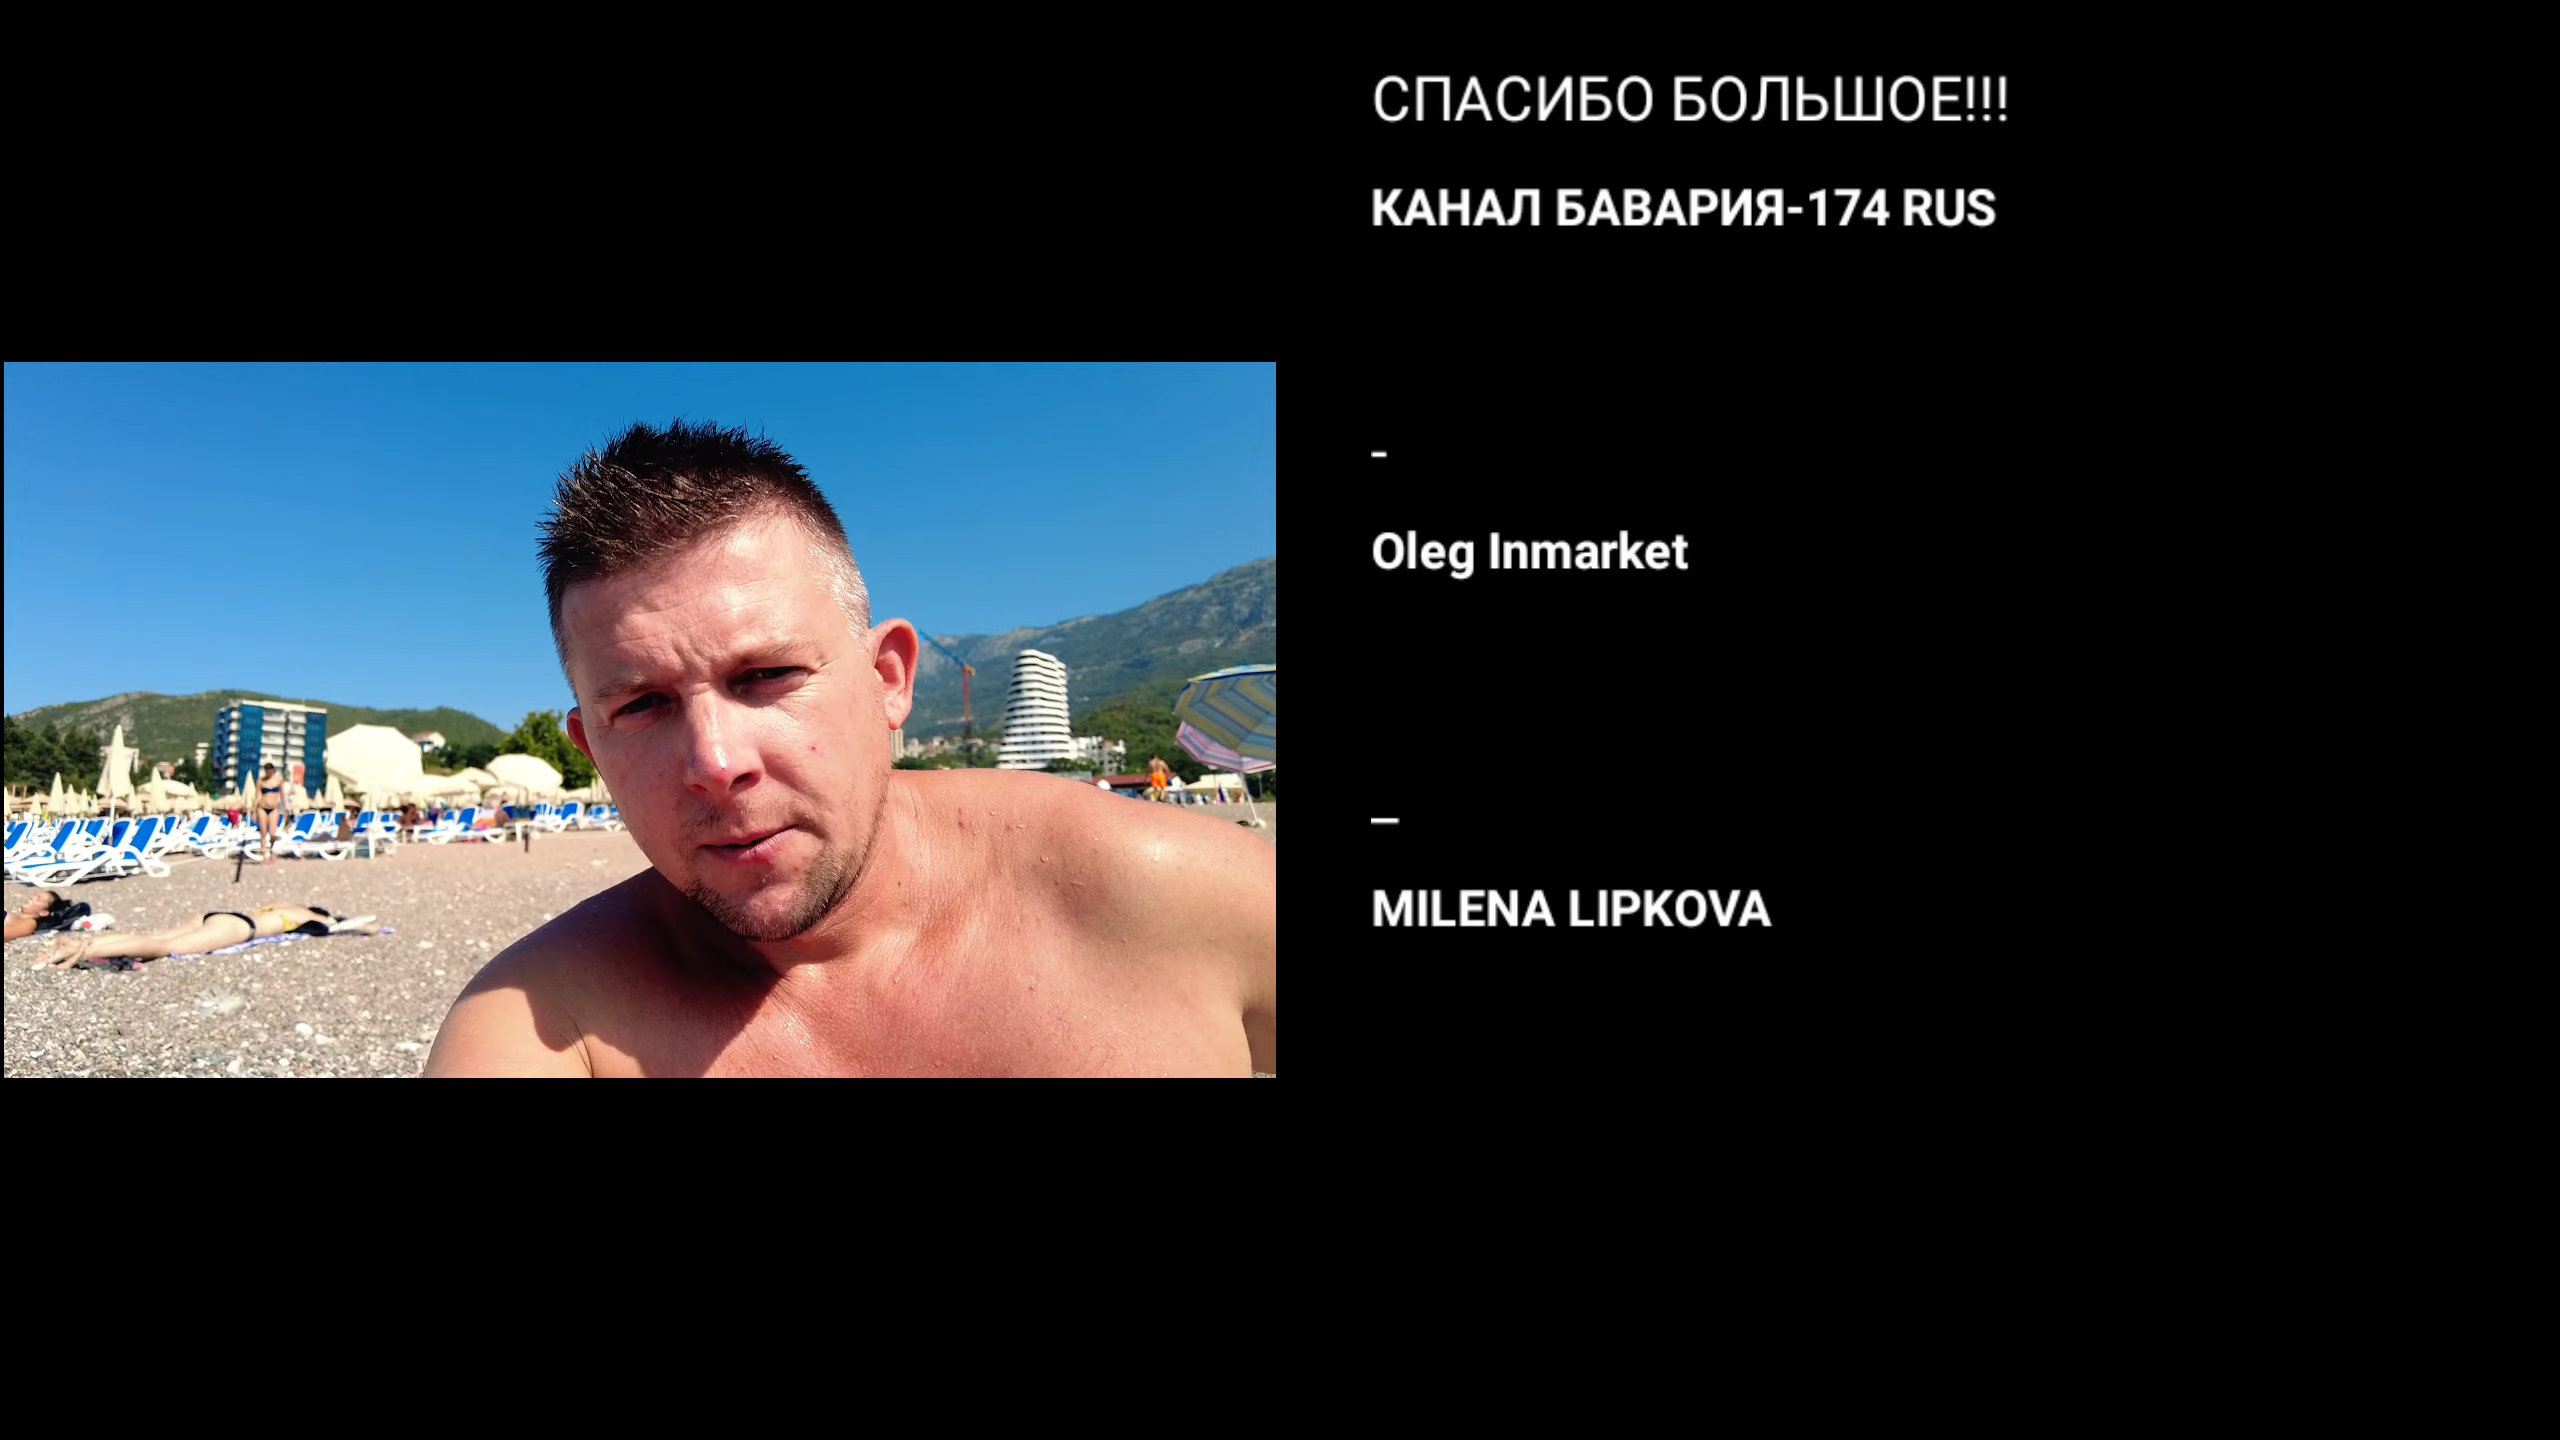 СПАСИБО БОЛЬШОЕ!!!
КАНАЛ БАВАРИЯ-174 RUS
-
Oleg Inmarket
–
MILENA LIPKOVA